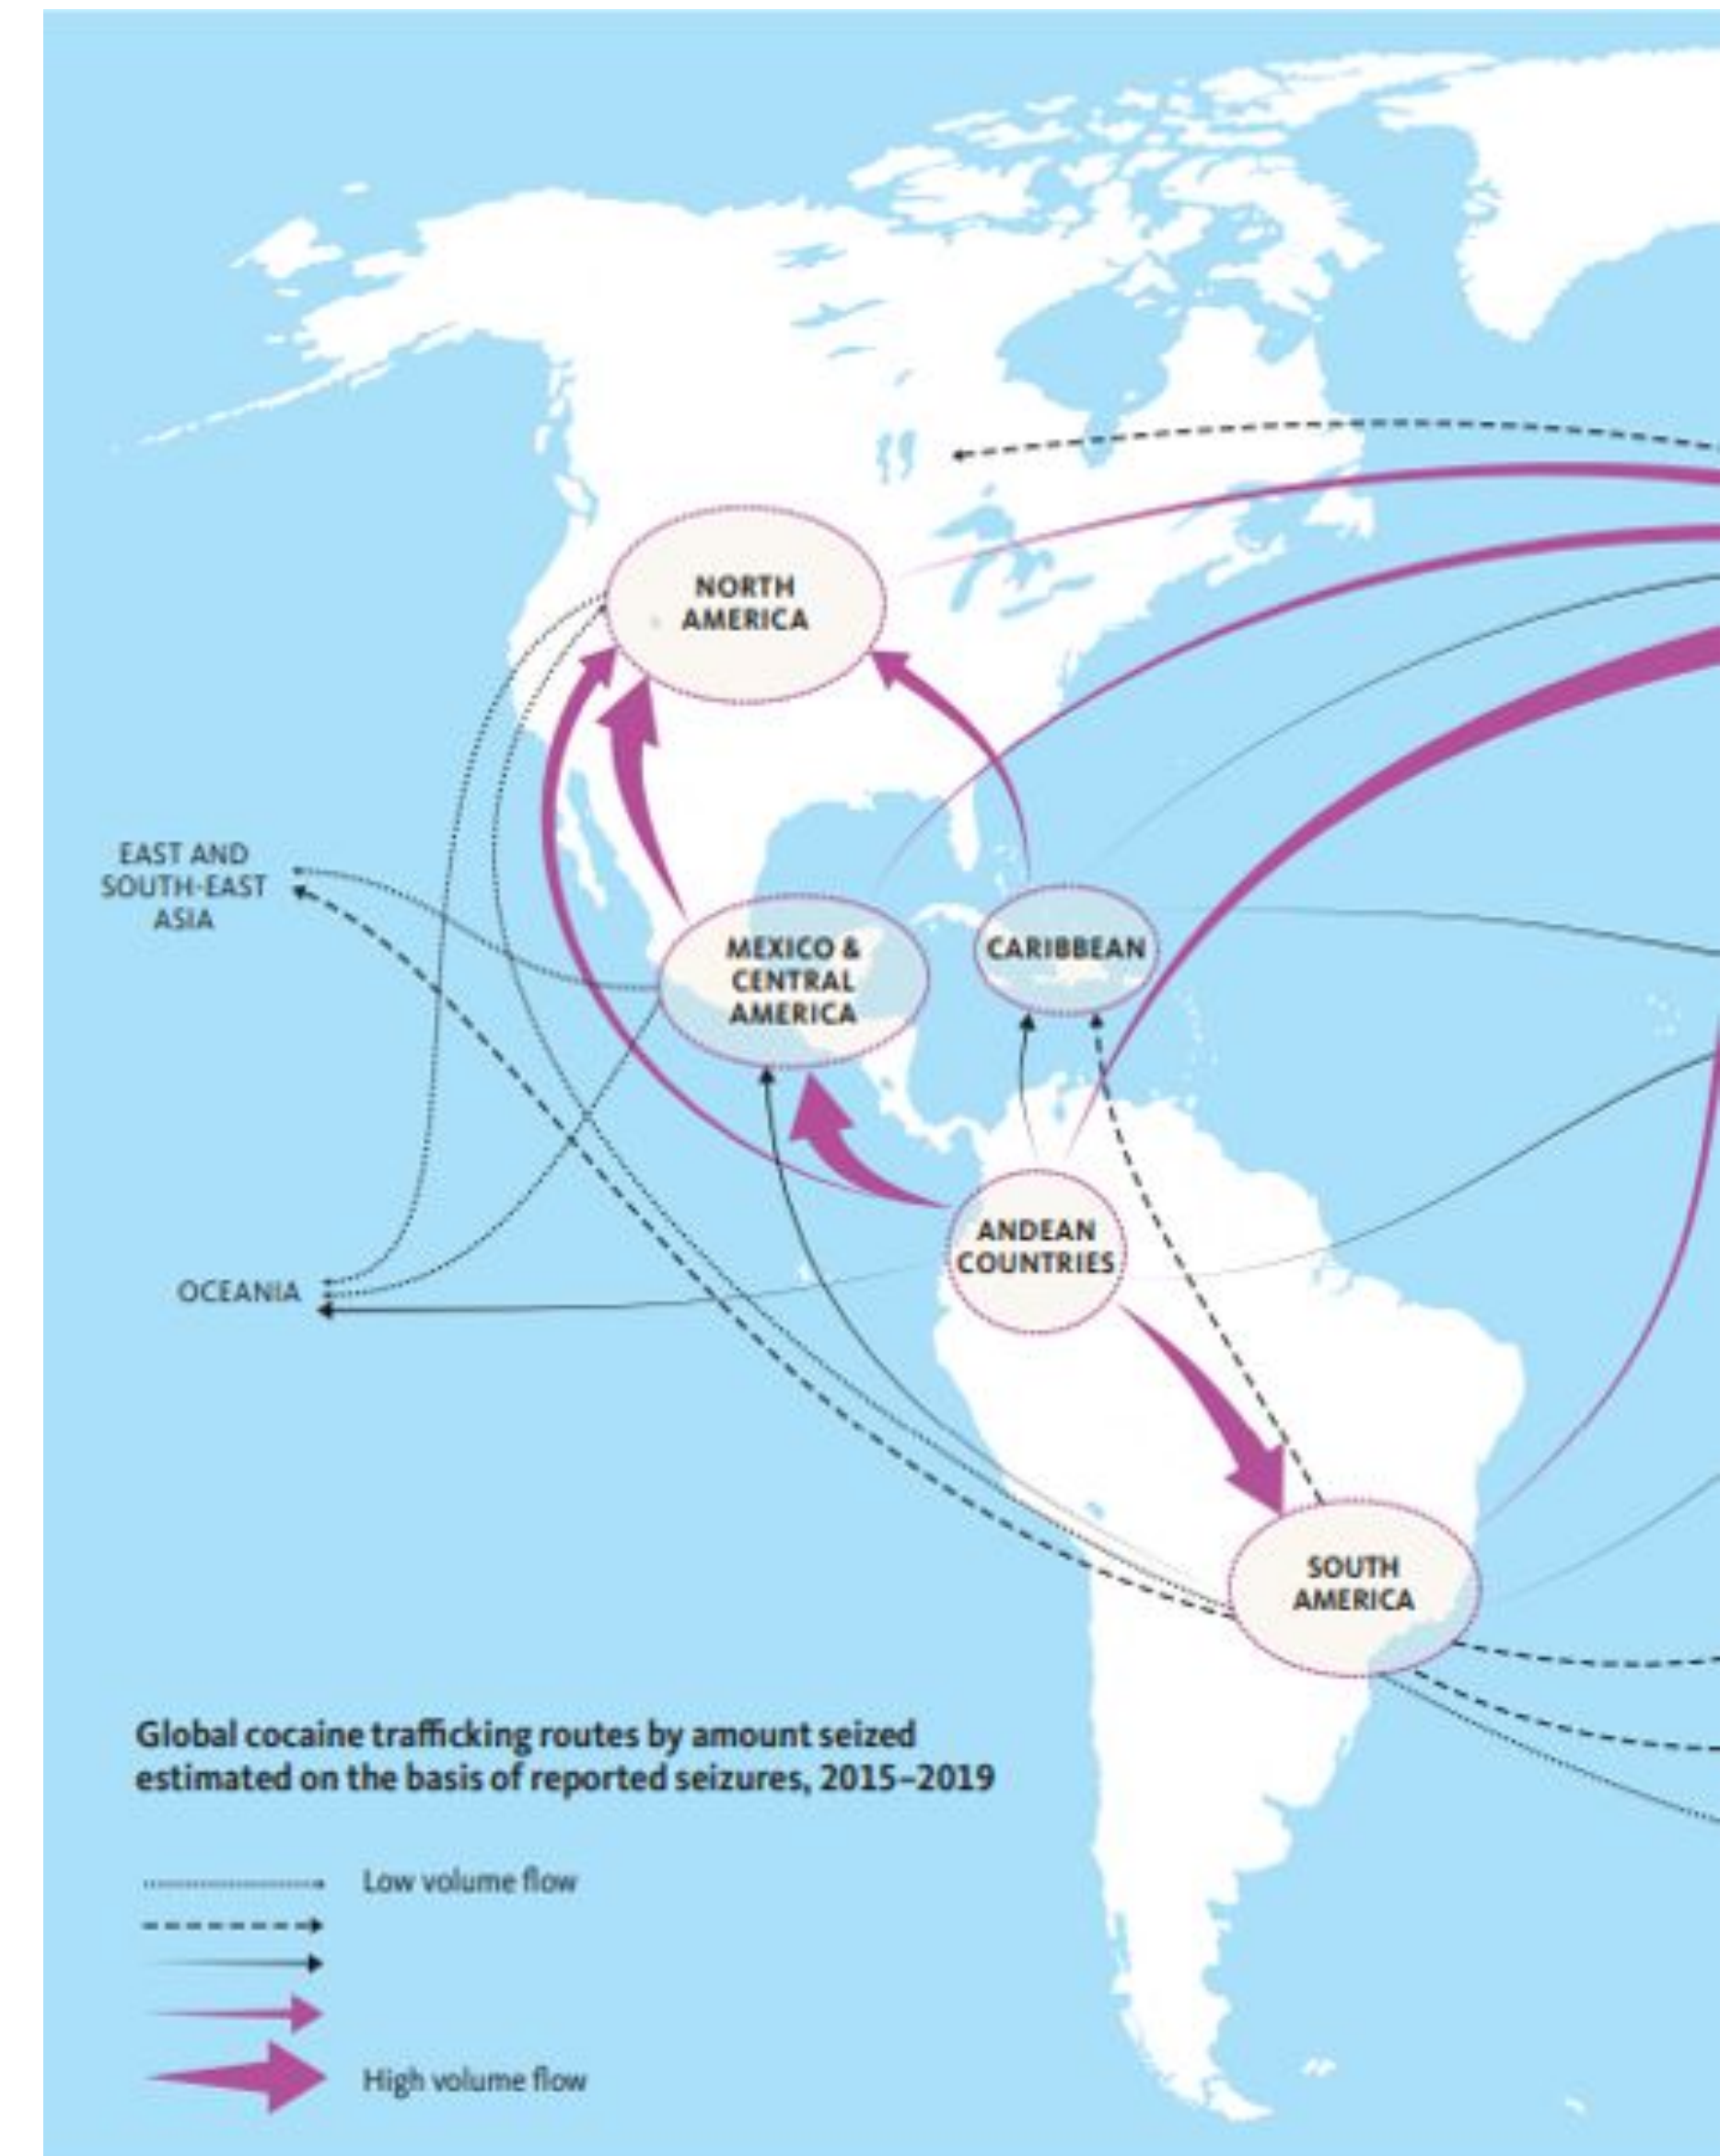 NORTH
AMERICA
EAST AND
SOUTH-EAST
ASIA
MEXICO &
CENTRAL
AMERICA
CARIBBEAN
ANDEAN
COUNTRIES
OCEANIA
SOUTH
AMERICA
Global cocaine trafficking routes by amount seized
estimated on the basis of reported seizures, 2015–2019
Low volume flow
High volume flow